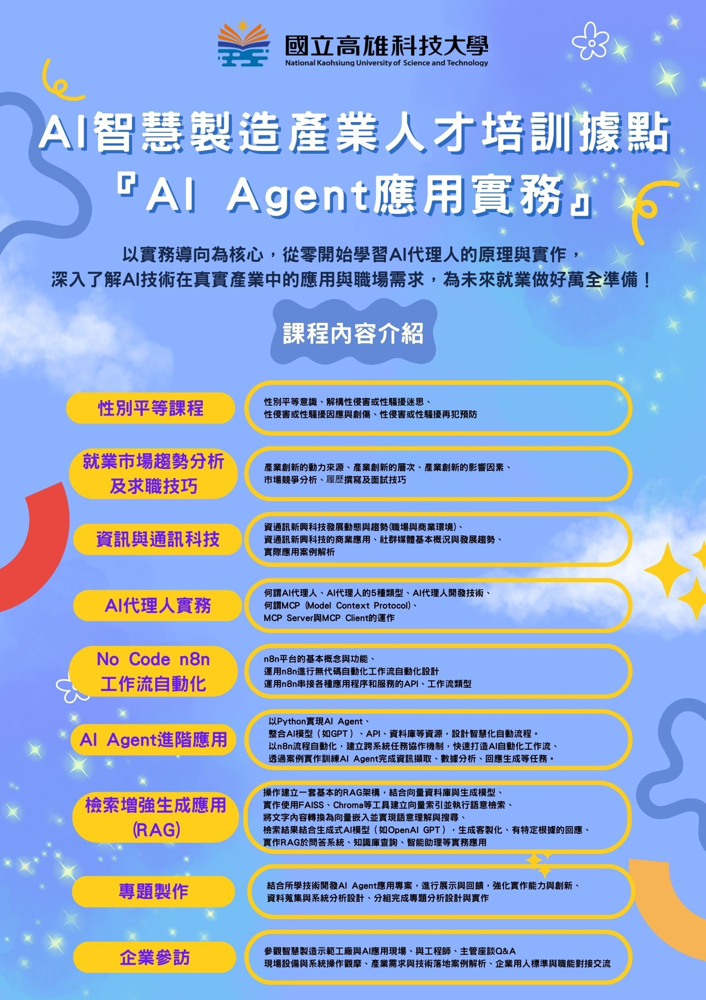 國立高雄科技大學
National Kaohsiung University of Science and Technology
AI智慧製造產業人才培訓據點
『AI Agent應用實務』
以實務導向為核心，從零開始學習AI代理人的原理與實作，
深入了解AI技術在真實產業中的應用與職場需求，為未來就業做好萬全準備！
課程內容介紹
性別平等課程
性別平等意識、解構性侵害或性騷擾迷思、
性侵害或性騷擾因應與創傷、性侵害或性騷擾再犯預防
就業市場趨勢分析
及求職技巧
產業創新的動力來源、產業創新的層次、產業創新的影響因素、
市場競爭分析、履歷撰寫及面試技巧
資訊與通訊科技
資通訊新興科技發展動態與趨勢(職場與商業環境)、
資通訊新興科技的商業應用、社群媒體基本概況與發展趨勢、
實際應用案例解析
AI代理人實務
何謂AI代理人、AI代理人的5種類型、AI代理人開發技術、
何謂MCP (Model Context Protocol)、
MCP Server與MCP Client的運作
No Code n8n
工作流自動化
n8n平台的基本概念與功能、
運用n8n進行無代碼自動化工作流自動化設計
運用n8n串接各種應用程序和服務的API、工作流類型
AI Agent進階應用
以Python實現AI Agent、
整合AI模型（如GPT）、API、資料庫等資源，設計智慧化自動流程。
以n8n流程自動化，建立跨系統任務協作機制，快速打造AI自動化工作流、
透過案例實作訓練AI Agent完成資訊擷取、數據分析、回應生成等任務。
檢索增強生成應用
(RAG)
操作建立一套基本的RAG架構，結合向量資料庫與生成模型、
實作使用FAISS、Chroma等工具建立向量索引並執行語意檢索、
將文字內容轉換為向量嵌入並實現語意理解與搜尋、
檢索結果結合生成式AI模型（如OpenAI GPT），生成客製化、有特定根據的回應、
實作RAG於問答系統、知識庫查詢、智能助理等實務應用
專題製作
結合所學技術開發AI Agent應用專案，進行展示與回饋，強化實作能力與創新、
資料蒐集與系統分析設計、分組完成專題分析設計與實作
企業參訪
參觀智慧製造示範工廠與AI應用現場、與工程師、主管座談Q&A
現場設備與系統操作觀摩、產業需求與技術落地案例解析、企業用人標準與職能對接交流